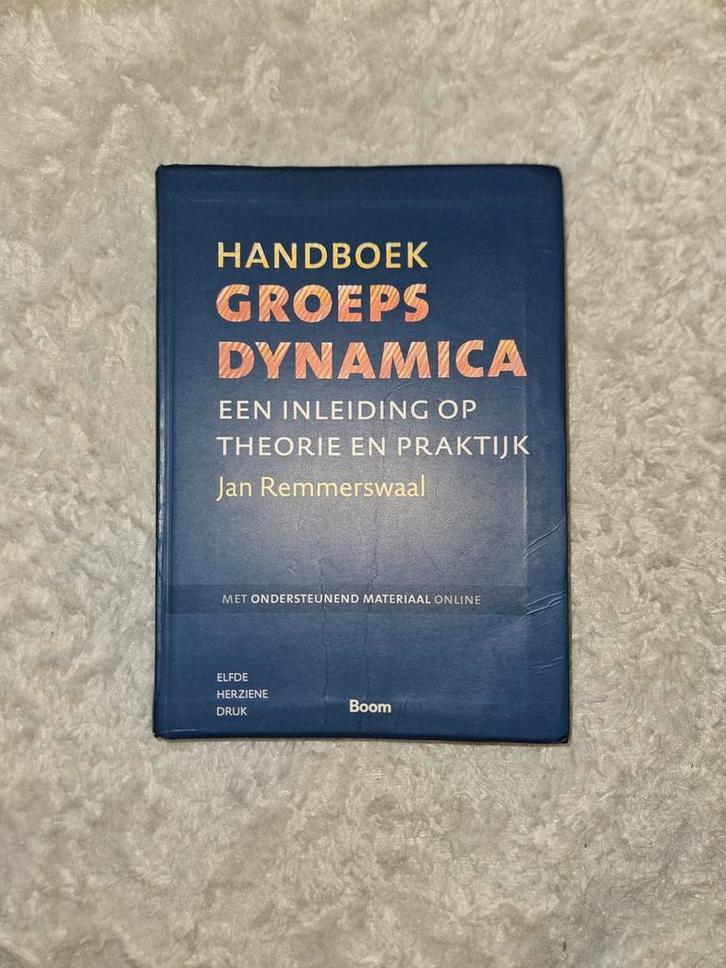 HANDBOEK
GROEPS
DYNAMICA
EEN INLEIDING OP
THEORIE EN PRAKTIJK
Jan Remmerswaal
MET ONDERSTEUNEND MATERIAAL ONLINE
ELFDE
HERZIENE
DRUK
Boom